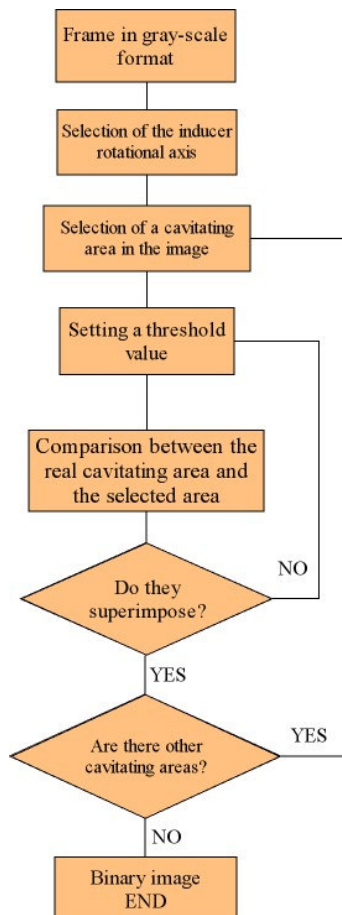 Frame in gray-scale
format
Selection of the inducer
rotational axis
Selection of a cavitating
area in the image
Setting a threshold
value
Comparison between the
real cavitating area and
the selected area
Do they
superimpose?
NO
YES
Are there other
cavitating areas?
YES
NO
Binary image
END